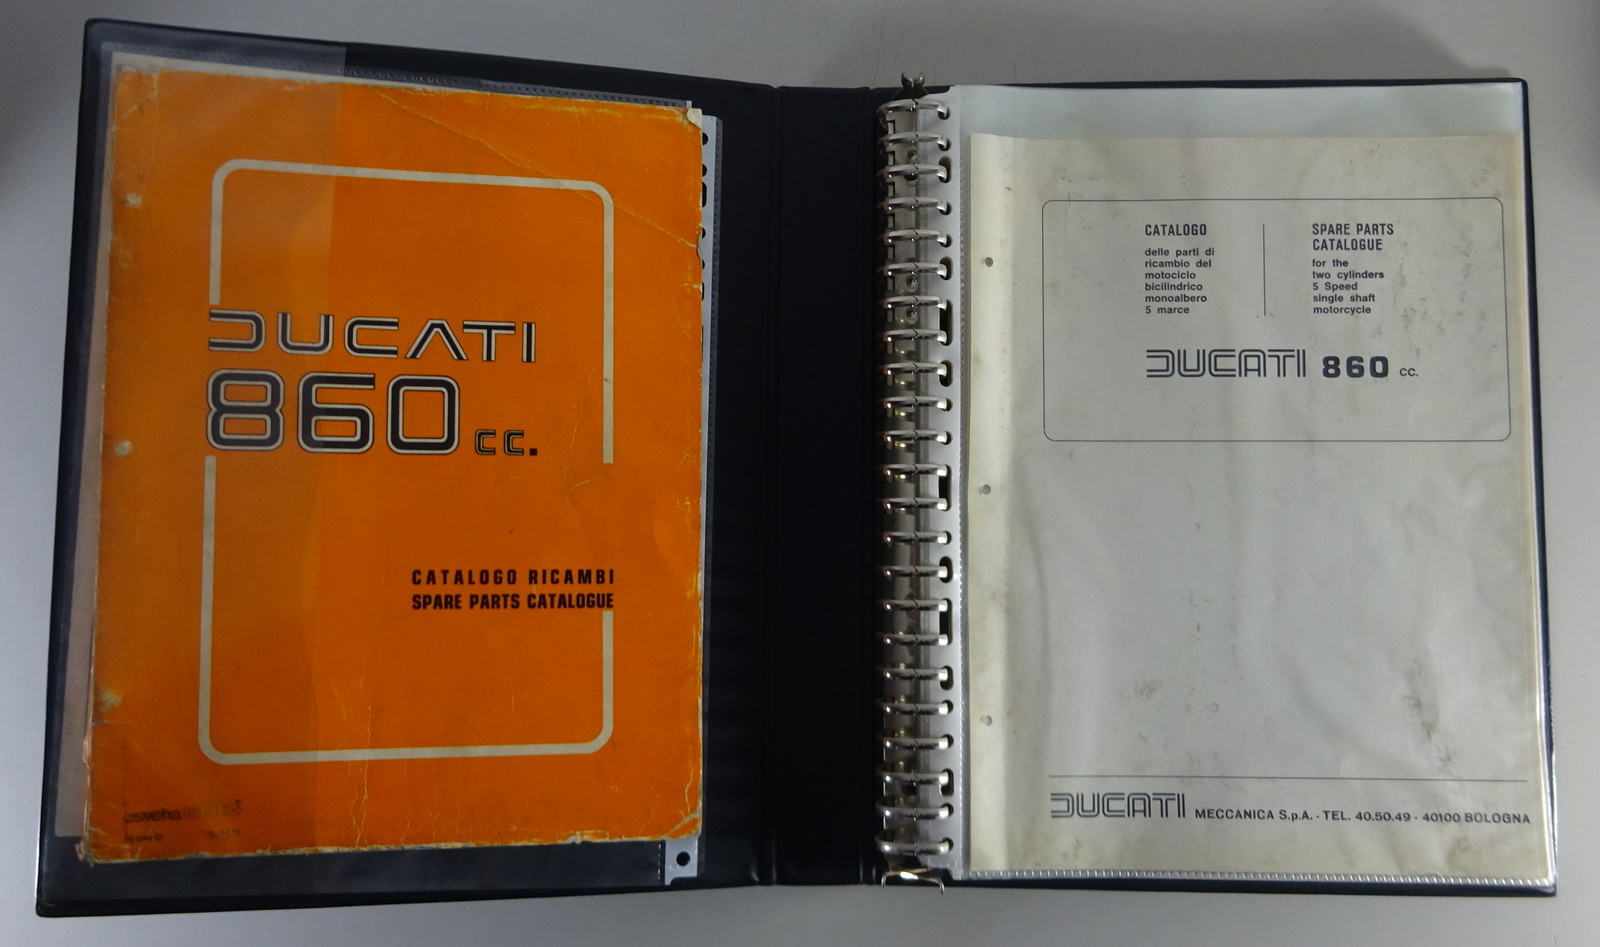 DUCATI
860 cc.
CATALOGO RICAMBI
SPARE PARTS CATALOGUE
CATALOGO
delle parti di
ricambio del
motociclo
bicilindrico
monoalbero
5 marce
SPARE PARTS
CATALOGUE
for the
two cylinders
5 Speed
single shaft
motorcycle
DUCATI 860 cc.
DUCATI MECCANICA S.p.A. - TEL. 40.50.49 - 40100 BOLOGNA